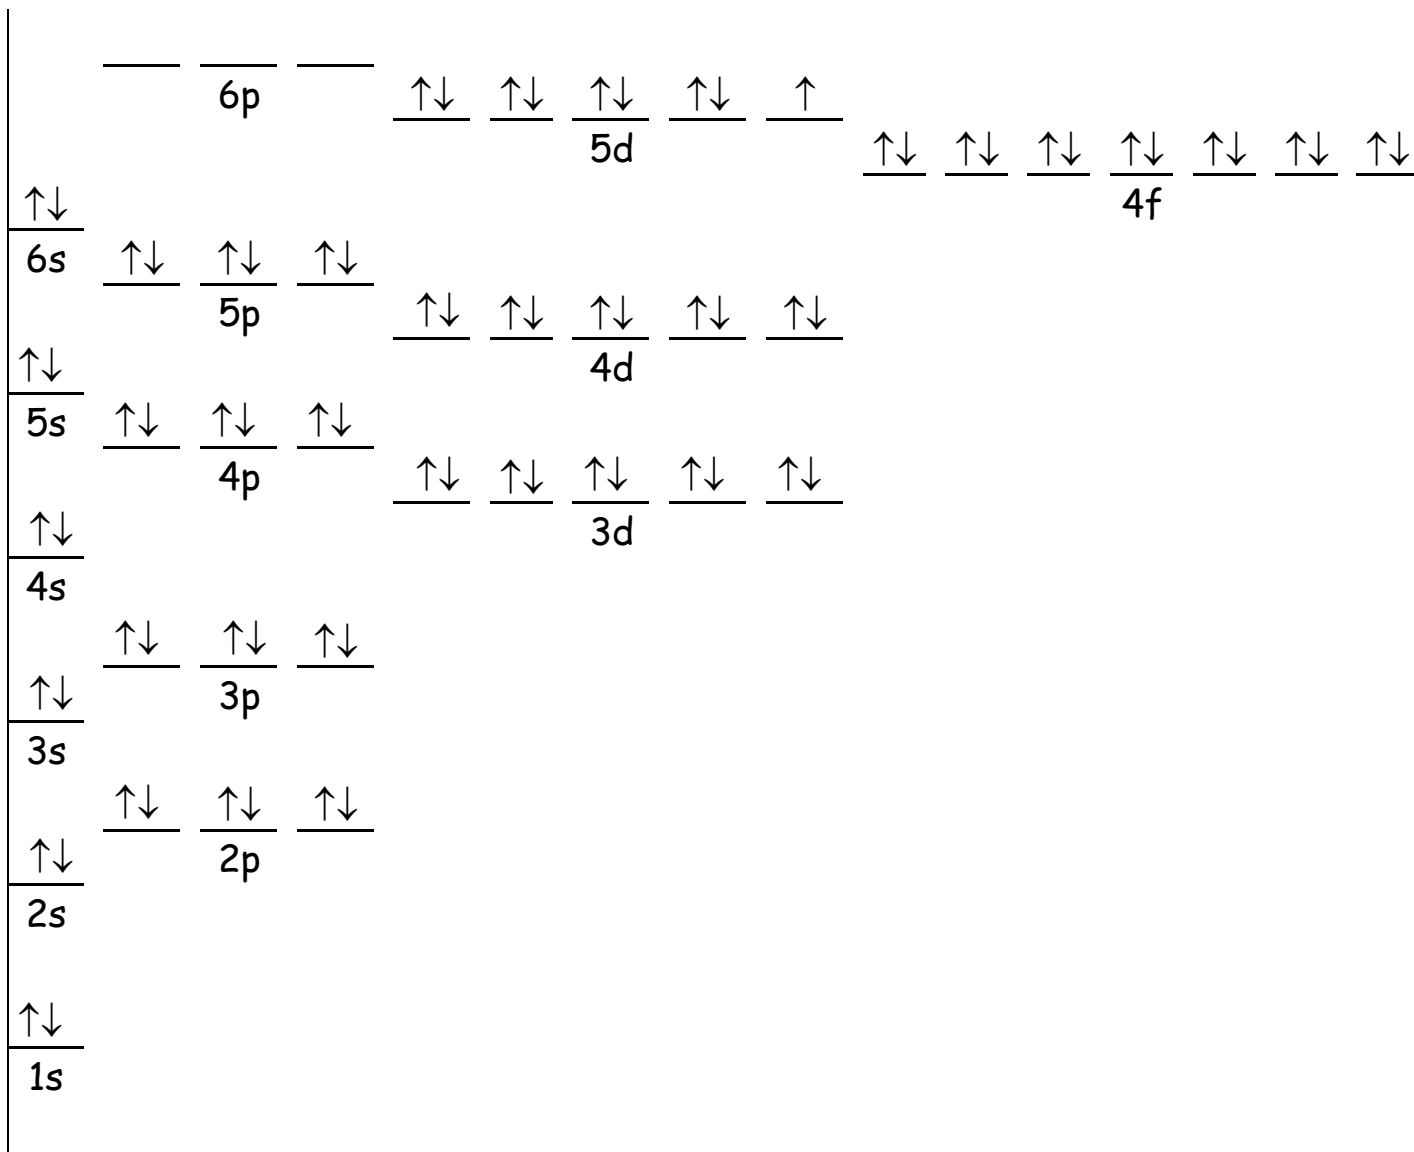 6p
↑↓ ↑↓ ↑↓ ↑↓ ↑
5d
↑↓ ↑↓ ↑↓ ↑↓ ↑↓ ↑↓ ↑↓
4f
↑↓
6s
↑↓ ↑↓ ↑↓
5p
↑↓ ↑↓ ↑↓ ↑↓ ↑↓
4d
↑↓
5s
↑↓ ↑↓ ↑↓
4p
↑↓ ↑↓ ↑↓ ↑↓ ↑↓
3d
↑↓
4s
↑↓ ↑↓ ↑↓
3p
↑↓
3s
↑↓ ↑↓ ↑↓
2p
↑↓
2s
↑↓
1s